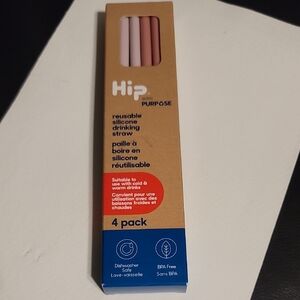 Hip
with
PURPOSE
reusable
silicone
drinking
straw
paille à
boire en
silicone
réutilisable
Suitable to
use with cold &
warm drinks
Convient pour une
utilisation avec des
boissons froides et
chaudes
4 pack
Dishwasher
Safe
Lave-vaisselle
BPA Free
Sans BPA